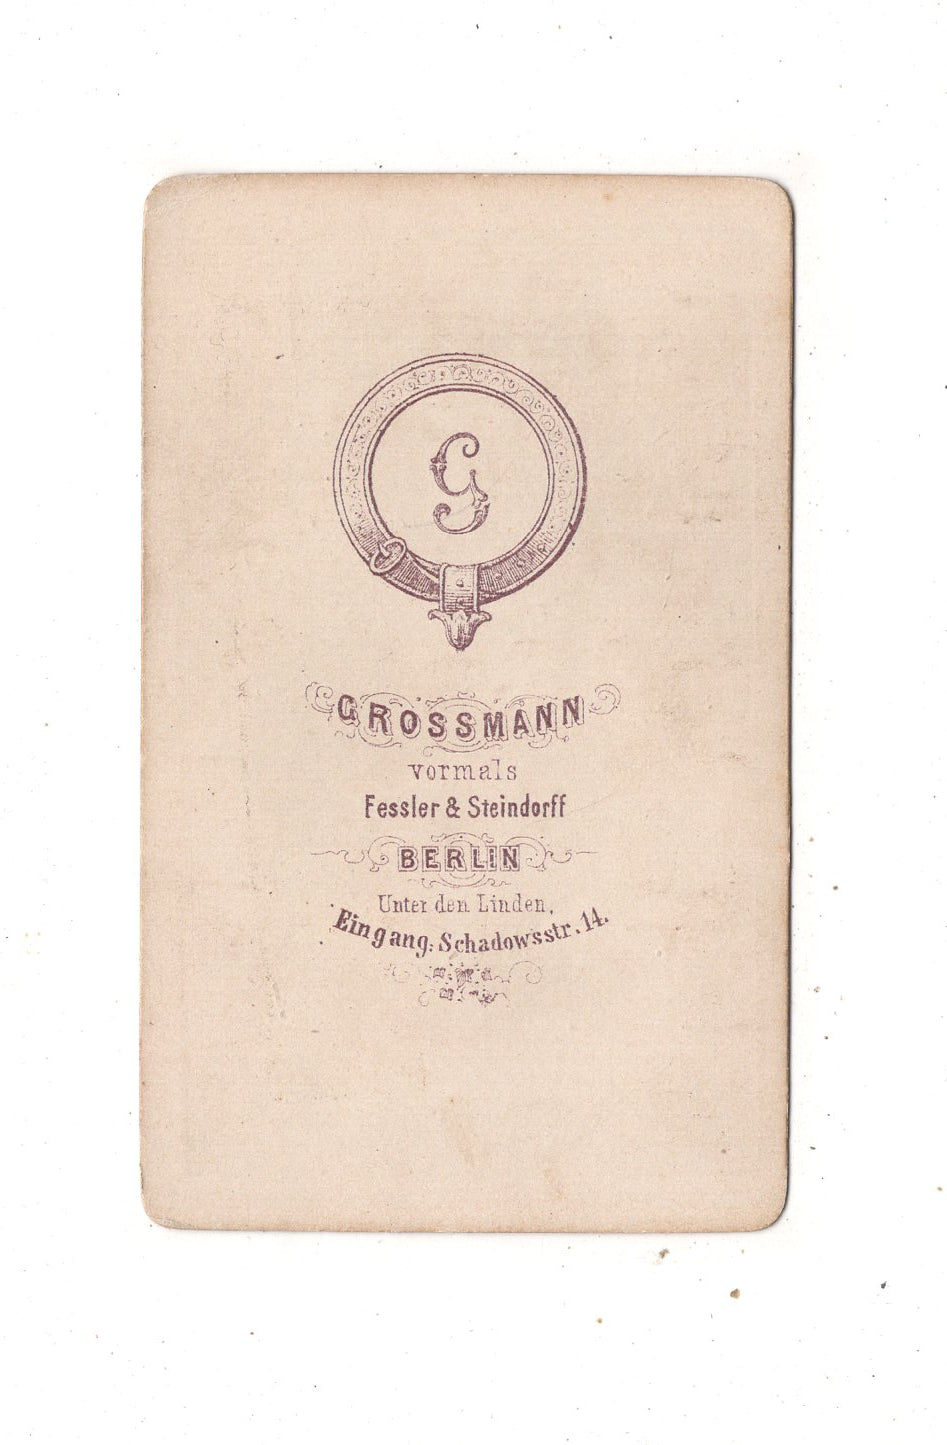 G
GROSSMANN
vormals
Fessler & Steindorff
BERLIN
Unter den Linden,
Eingang: Schadowsstr. 14.